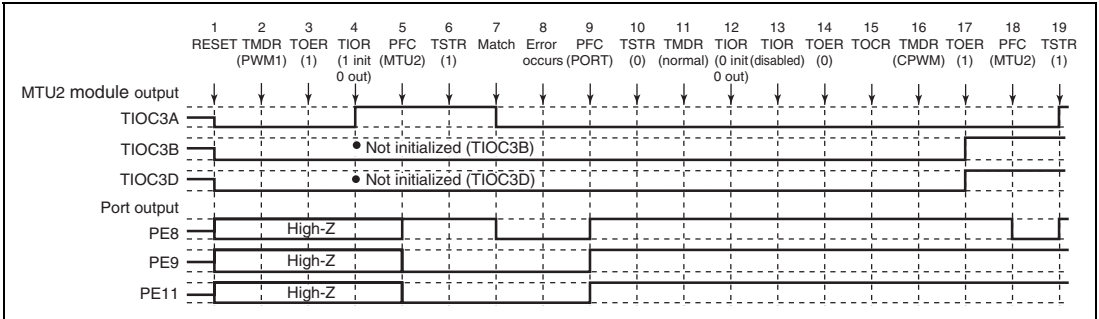 1 2 3 4 5 6 7 8 9 10 11 12 13 14 15 16 17 18 19
RESET TMDR TOER TIOR PFC TSTR Match Error PFC TSTR TMDR TIOR TIOR TOER TOCR TMDR TOER PFC TSTR
(PWM1) (1) (1 init (MTU2) (1) occurs (PORT) (0) (normal) (0 init (disabled) (0) (CPWM) (1) (MTU2) (1)
0 out) 0 out)
MTU2 module output
TIOC3A
TIOC3B • Not initialized (TIOC3B)
TIOC3D • Not initialized (TIOC3D)
Port output
PE8 High-Z
PE9 High-Z
PE11 High-Z